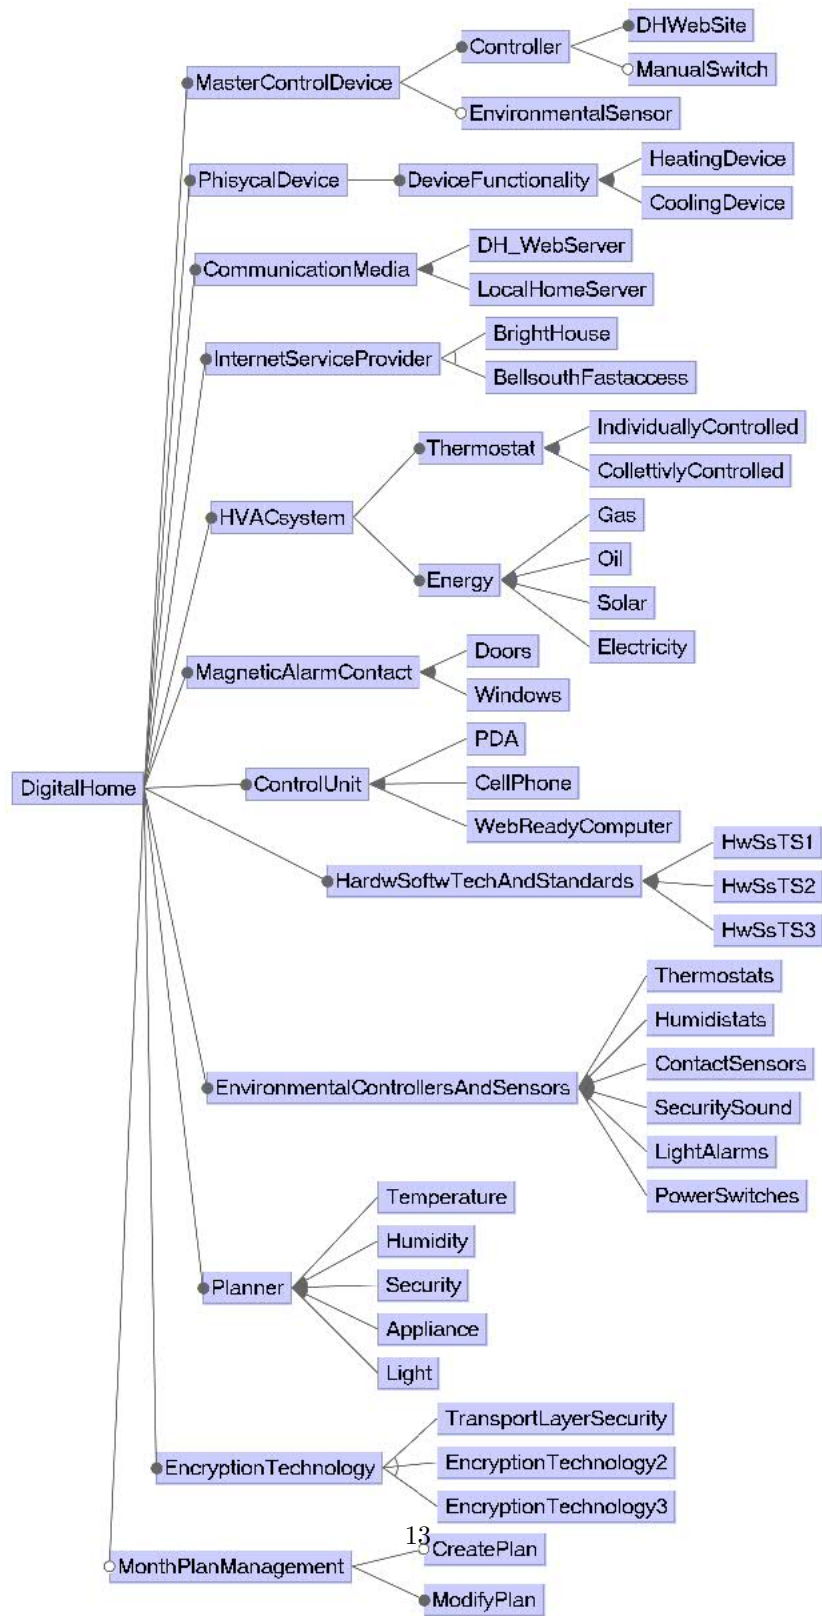 DHWebSite
Controller
ManualSwitch
MasterControlDevice
EnvironmentalSensor
HeatingDevice
PhisycalDevice
DeviceFunctionality
CoolingDevice
DH_WebServer
CommunicationMedia
LocalHomeServer
BrightHouse
InternetServiceProvider
BellsouthFastaccess
IndividuallyControlled
Thermostat
CollettivlyControlled
HVACsystem
Gas
Oil
Energy
Solar
Electricity
Doors
MagneticAlarmContact
Windows
PDA
DigitalHome
ControlUnit
CellPhone
WebReadyComputer
HwSsTS1
HardwSoftwTechAndStandards
HwSsTS2
HwSsTS3
Thermostats
Humidistats
ContactSensors
EnvironmentalControllersAndSensors
SecuritySound
LightAlarms
PowerSwitches
Temperature
Humidity
Planner
Security
Appliance
Light
TransportLayerSecurity
EncryptionTechnology
EncryptionTechnology2
EncryptionTechnology3
13
CreatePlan
MonthPlanManagement
ModifyPlan